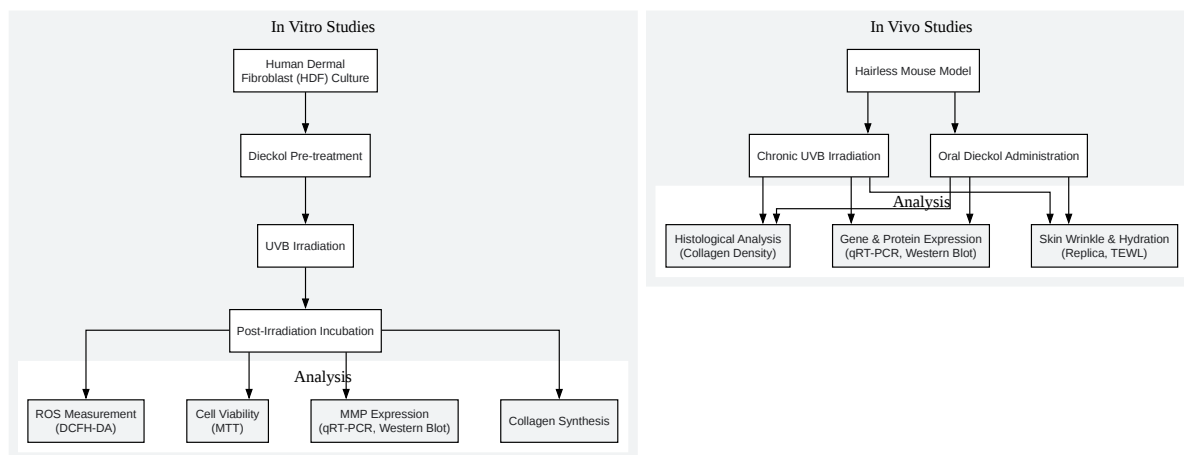 In Vitro Studies
Human Dermal
Fibroblast (HDF) Culture
Dieckol Pre-treatment
UVB Irradiation
Post-Irradiation Incubation
Analysis
ROS Measurement
(DCFH-DA)
Cell Viability
(MTT)
MMP Expression
(qRT-PCR, Western Blot)
Collagen Synthesis
In Vivo Studies
Hairless Mouse Model
Chronic UVB Irradiation
Oral Dieckol Administration
Analysis
Histological Analysis
(Collagen Density)
Gene & Protein Expression
(qRT-PCR, Western Blot)
Skin Wrinkle & Hydration
(Replica, TEWL)